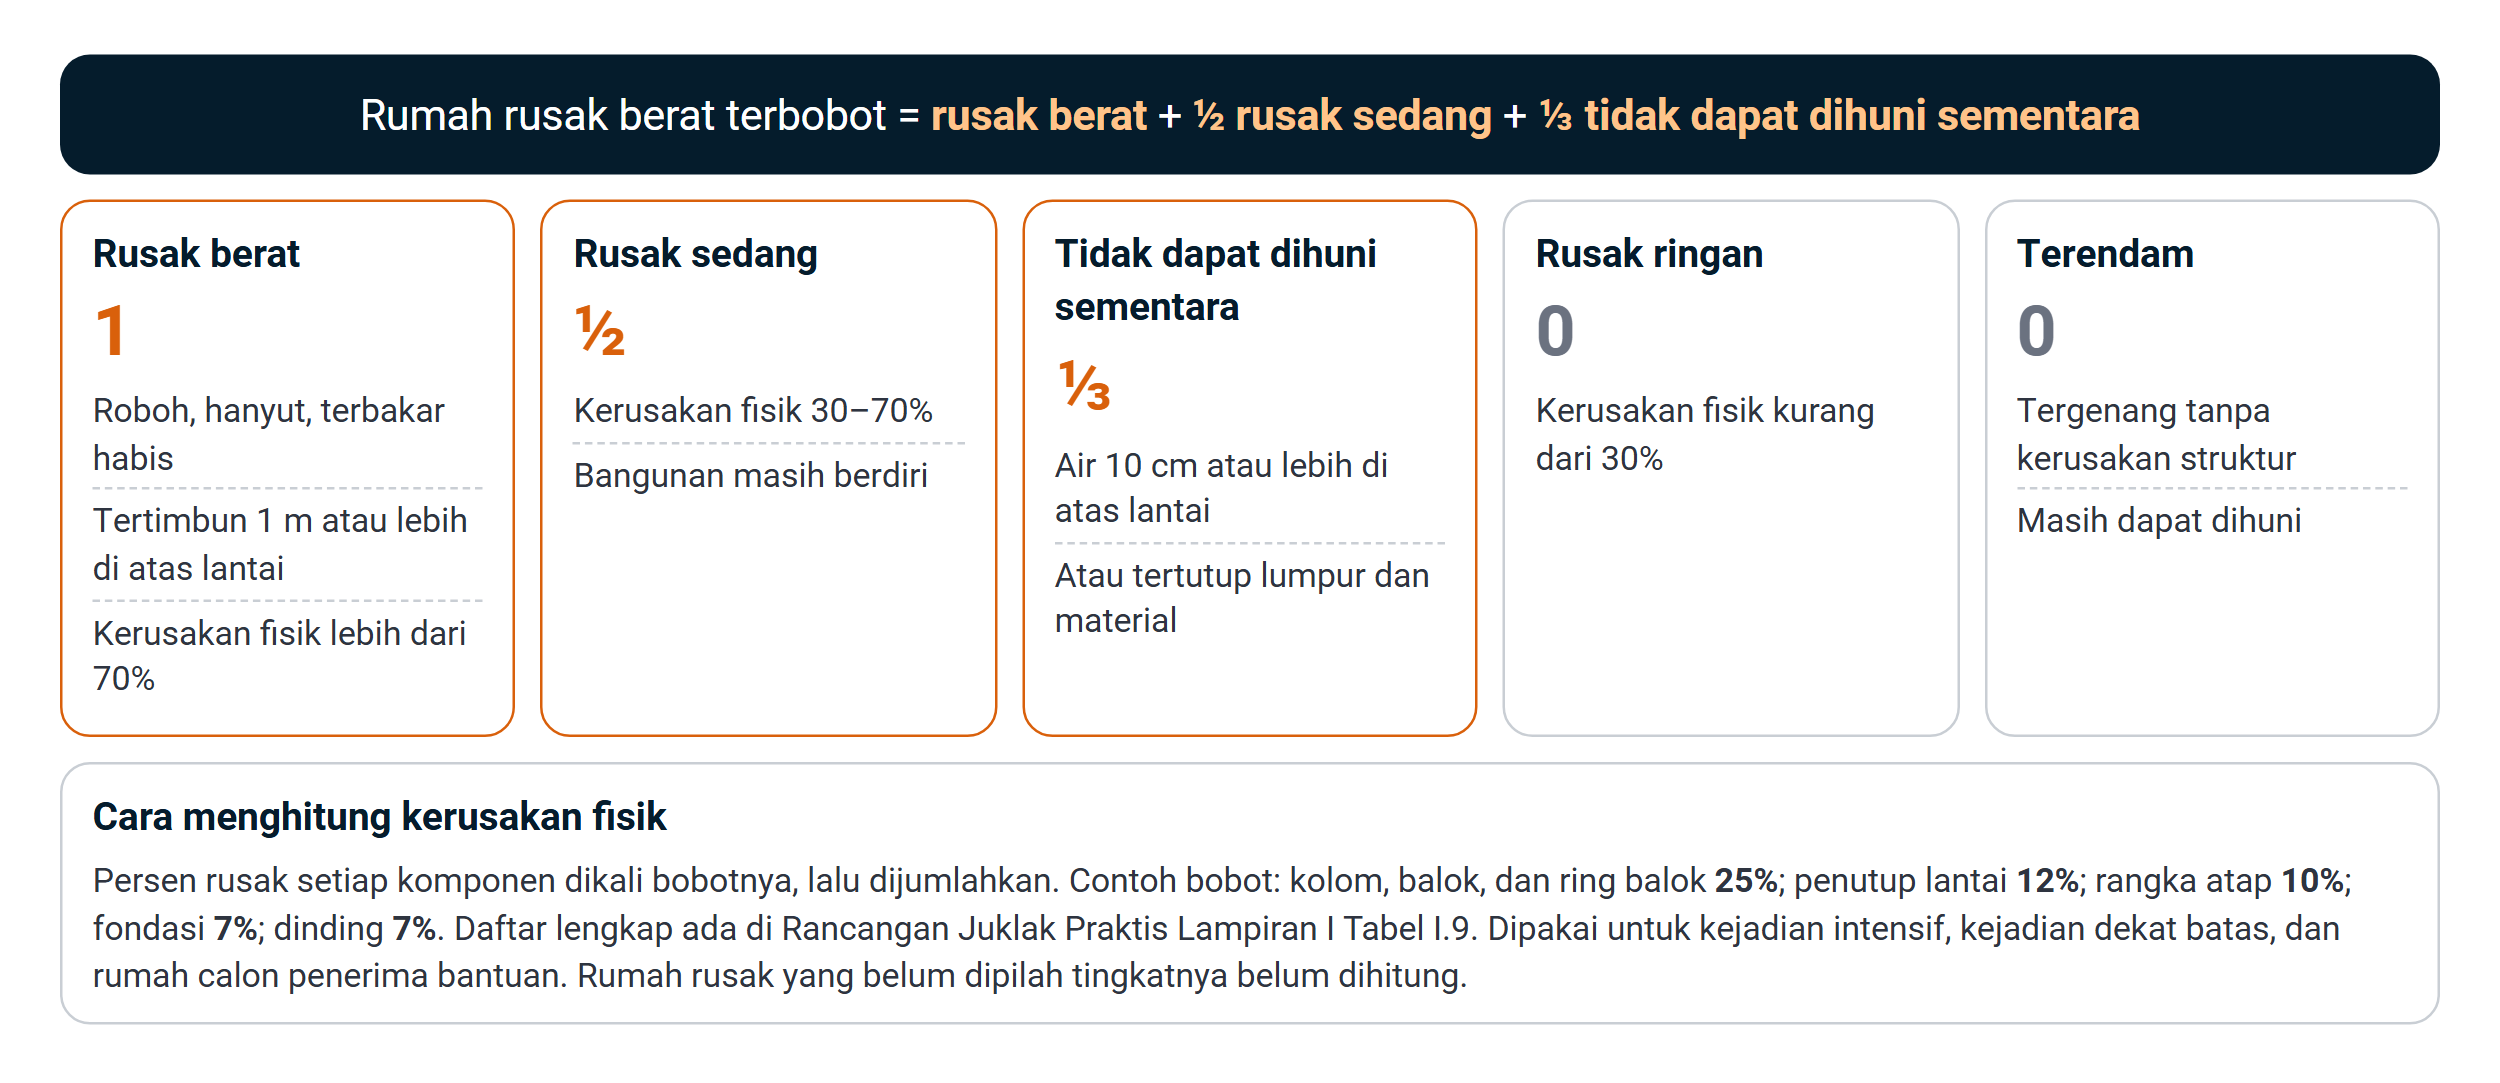 Rumah rusak berat terbobot = rusak berat + ½ rusak sedang + ⅓ tidak dapat dihuni sementara
Rusak berat
1
Roboh, hanyut, terbakar
habis
Tertimbun 1 m atau lebih
di atas lantai
Kerusakan fisik lebih dari
70%
Rusak sedang
½
Kerusakan fisik 30–70%
Bangunan masih berdiri
Tidak dapat dihuni
sementara
⅓
Air 10 cm atau lebih di
atas lantai
Atau tertutup lumpur dan
material
Rusak ringan
0
Kerusakan fisik kurang
dari 30%
Terendam
0
Tergenang tanpa
kerusakan struktur
Masih dapat dihuni
Cara menghitung kerusakan fisik
Persen rusak setiap komponen dikali bobotnya, lalu dijumlahkan. Contoh bobot: kolom, balok, dan ring balok 25%; penutup lantai 12%; rangka atap 10%;
fondasi 7%; dinding 7%. Daftar lengkap ada di Rancangan Juklak Praktis Lampiran I Tabel I.9. Dipakai untuk kejadian intensif, kejadian dekat batas, dan
rumah calon penerima bantuan. Rumah rusak yang belum dipilah tingkatnya belum dihitung.